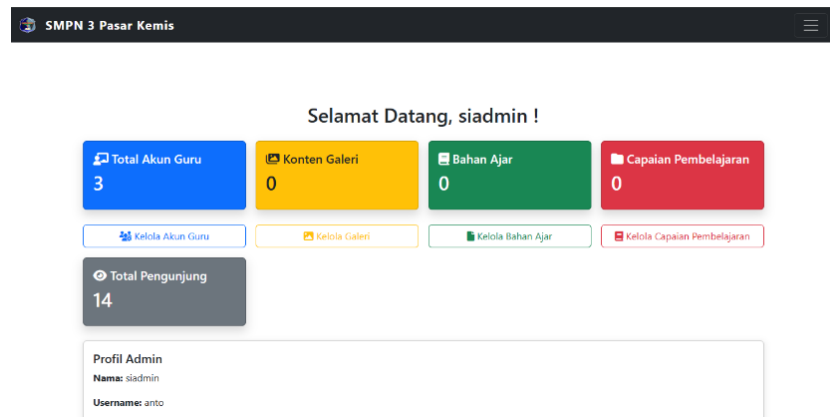 SMPN 3 Pasar Kemis
Selamat Datang, siadmin !
Total Akun Guru
3
Konten Galeri
0
Bahan Ajar
0
Capaian Pembelajaran
0
Kelola Akun Guru
Kelola Galeri
Kelola Bahan Ajar
Kelola Capaian Pembelajaran
Total Pengunjung
14
Profil Admin
Nama: siadmin
Username: anto